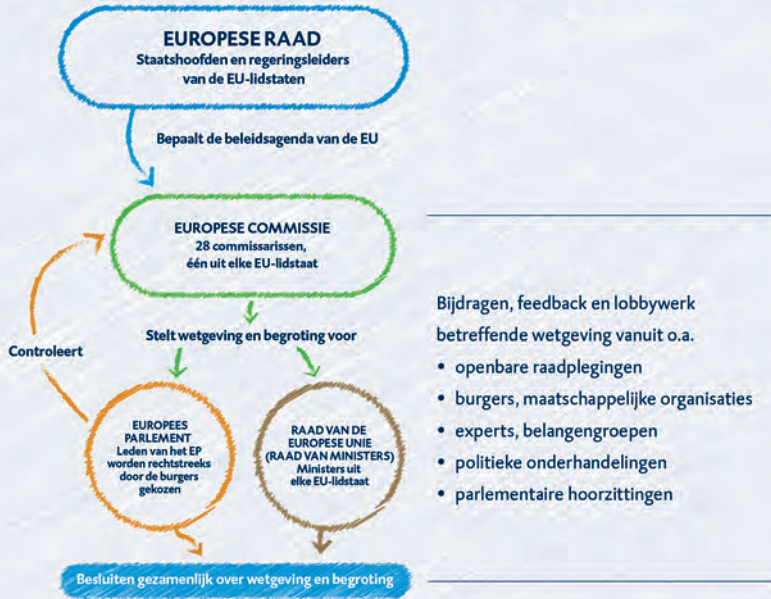 EUROPESE RAAD
Staatshoofden en regeringsleiders
van de EU-lidstaten
Bepaalt de beleidsagenda van de EU
EUROPESE COMMISSIE
28 commissarissen,
één uit elke EU-lidstaat
Stelt wetgeving en begroting voor
Controleert
EUROPEES
PARLEMENT
Leden van het EP
worden rechtstreeks
door de burgers
gekozen
RAAD VAN DE
EUROPESE UNIE
(RAAD VAN MINISTERS)
Ministers uit
elke EU-lidstaat
Besluiten gezamenlijk over wetgeving en begroting
Bijdragen, feedback en lobbywerk
betreffende wetgeving vanuit o.a.
• openbare raadplegingen
• burgers, maatschappelijke organisaties
• experts, belangengroepen
• politieke onderhandelingen
• parlementaire hoorzittingen